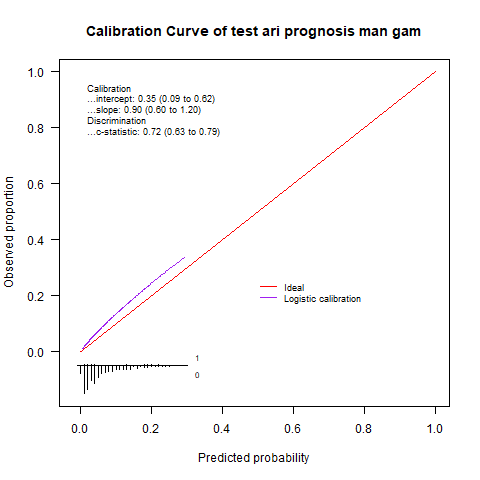 Calibration Curve of test ari prognosis man gam
Calibration
...intercept: 0.35 (0.09 to 0.62)
...slope: 0.90 (0.60 to 1.20)
Discrimination
...c-statistic: 0.72 (0.63 to 0.79)
Observed proportion
1.0
0.8
0.6
0.4
0.2
0.0
Ideal
Logistic calibration
1
0
0.0 0.2 0.4 0.6 0.8 1.0
Predicted probability